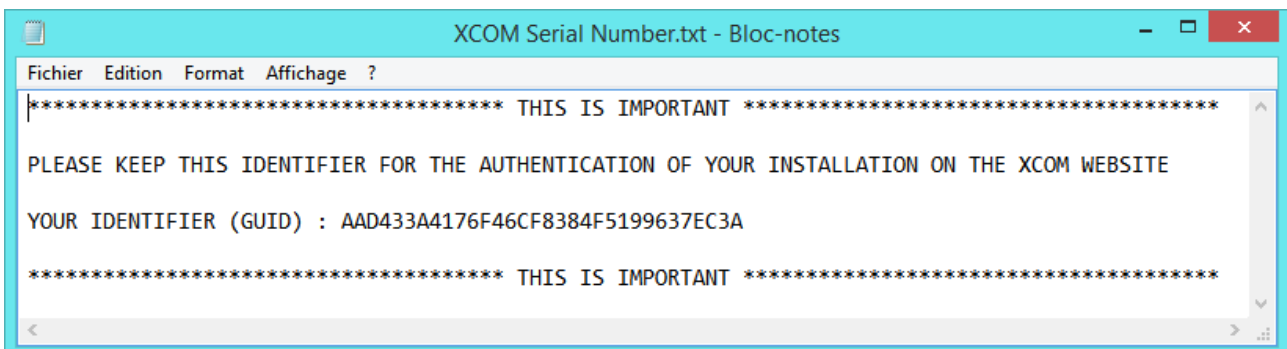 XCOM Serial Number.txt - Bloc-notes
Fichier Edition Format Affichage ?
************************************** THIS IS IMPORTANT **************************************
PLEASE KEEP THIS IDENTIFIER FOR THE AUTHENTICATION OF YOUR INSTALLATION ON THE XCOM WEBSITE
YOUR IDENTIFIER (GUID) : AAD433A4176F46CF8384F5199637EC3A
************************************** THIS IS IMPORTANT **************************************